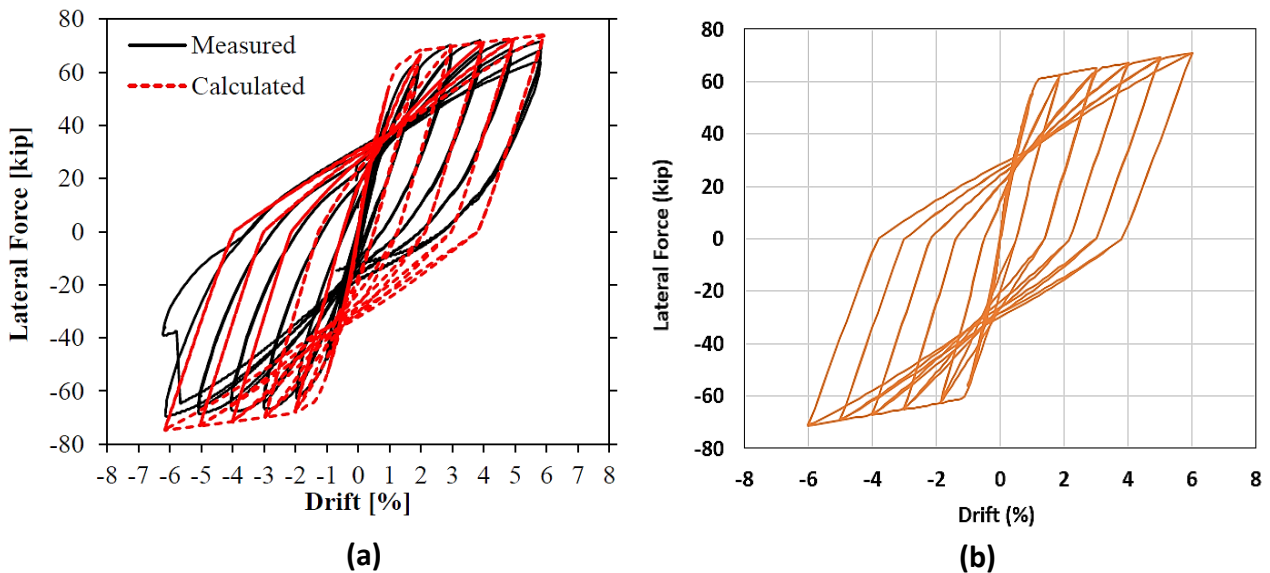 80
60
40
20
0
-20
-40
-60
-80
Lateral Force [kip]
Measured
Calculated
-8 -7 -6 -5 -4 -3 -2 -1 0 1 2 3 4 5 6 7 8
Drift [%]
(a)
80
60
40
20
0
-20
-40
-60
-80
Lateral Force (kip)
-8 -6 -4 -2 0 2 4 6 8
Drift (%)
(b)